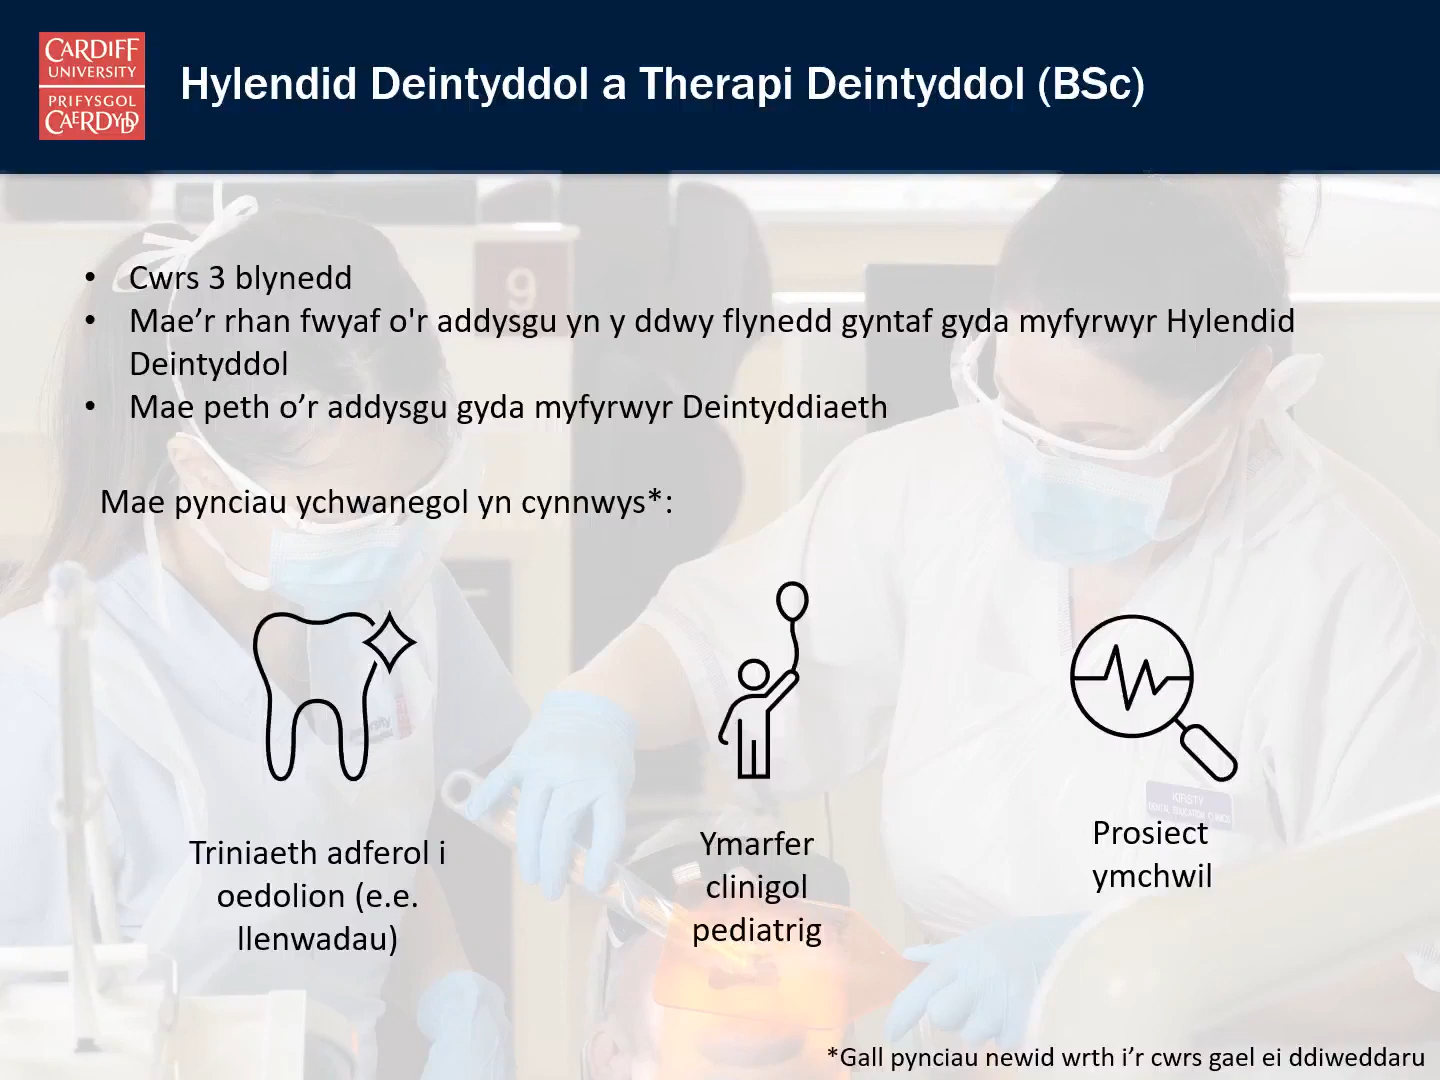 CARDIFF
UNIVERSITY
PRIFYSGOL
CAERDYDD
Hylendid Deintyddol a Therapi Deintyddol (BSc)
9
• Cwrs 3 blynedd
• Mae’r rhan fwyaf o'r addysgu yn y ddwy flynedd gyntaf gyda myfyrwyr Hylendid
Deintyddol
• Mae peth o’r addysgu gyda myfyrwyr Deintyddiaeth
Mae pynciau ychwanegol yn cynnwys*:
Triniaeth adferol i
oedolion (e.e.
llenwadau)
Ymarfer
clinigol
pediatrig
KIRSTY
Prosiect
ymchwil
*Gall pynciau newid wrth i’r cwrs gael ei ddiweddaru